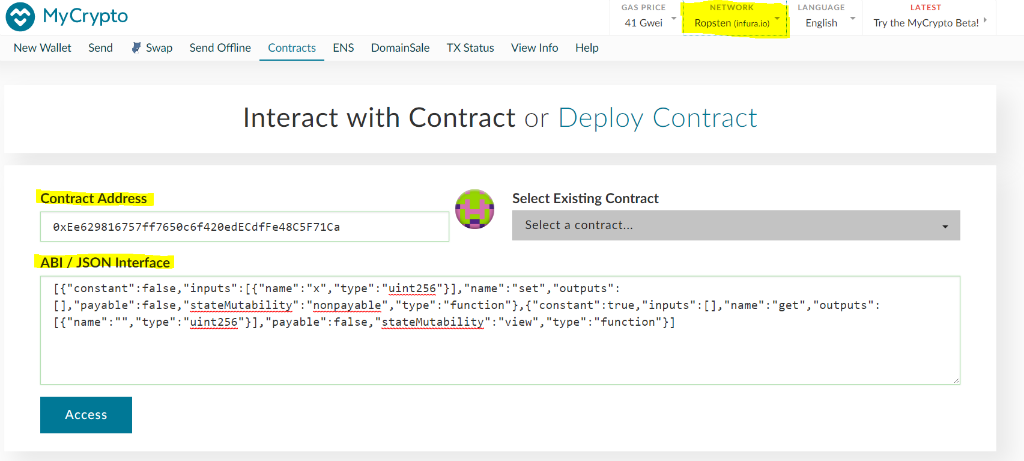 MyCrypto
GAS PRICE
41 Gwei
NETWORK
Ropsten (infura.io)
LANGUAGE
English
LATEST
Try the MyCrypto Beta!
New Wallet Send Swap Send Offline Contracts ENS DomainSale TX Status View Info Help
Interact with Contract or Deploy Contract
Contract Address
0xEe629816757ff7650c6f420edECdfFe48C5F71Ca
Select Existing Contract
Select a contract...
ABI / JSON Interface
[{"constant":false,"inputs":[{"name":"x","type":"uint256"}],"name":"set","outputs":
[],"payable":false,"stateMutability":"nonpayable","type":"function"},{"constant":true,"inputs":[],"name":"get","outputs":
[{"name":"","type":"uint256"}],"payable":false,"stateMutability":"view","type":"function"}]
Access